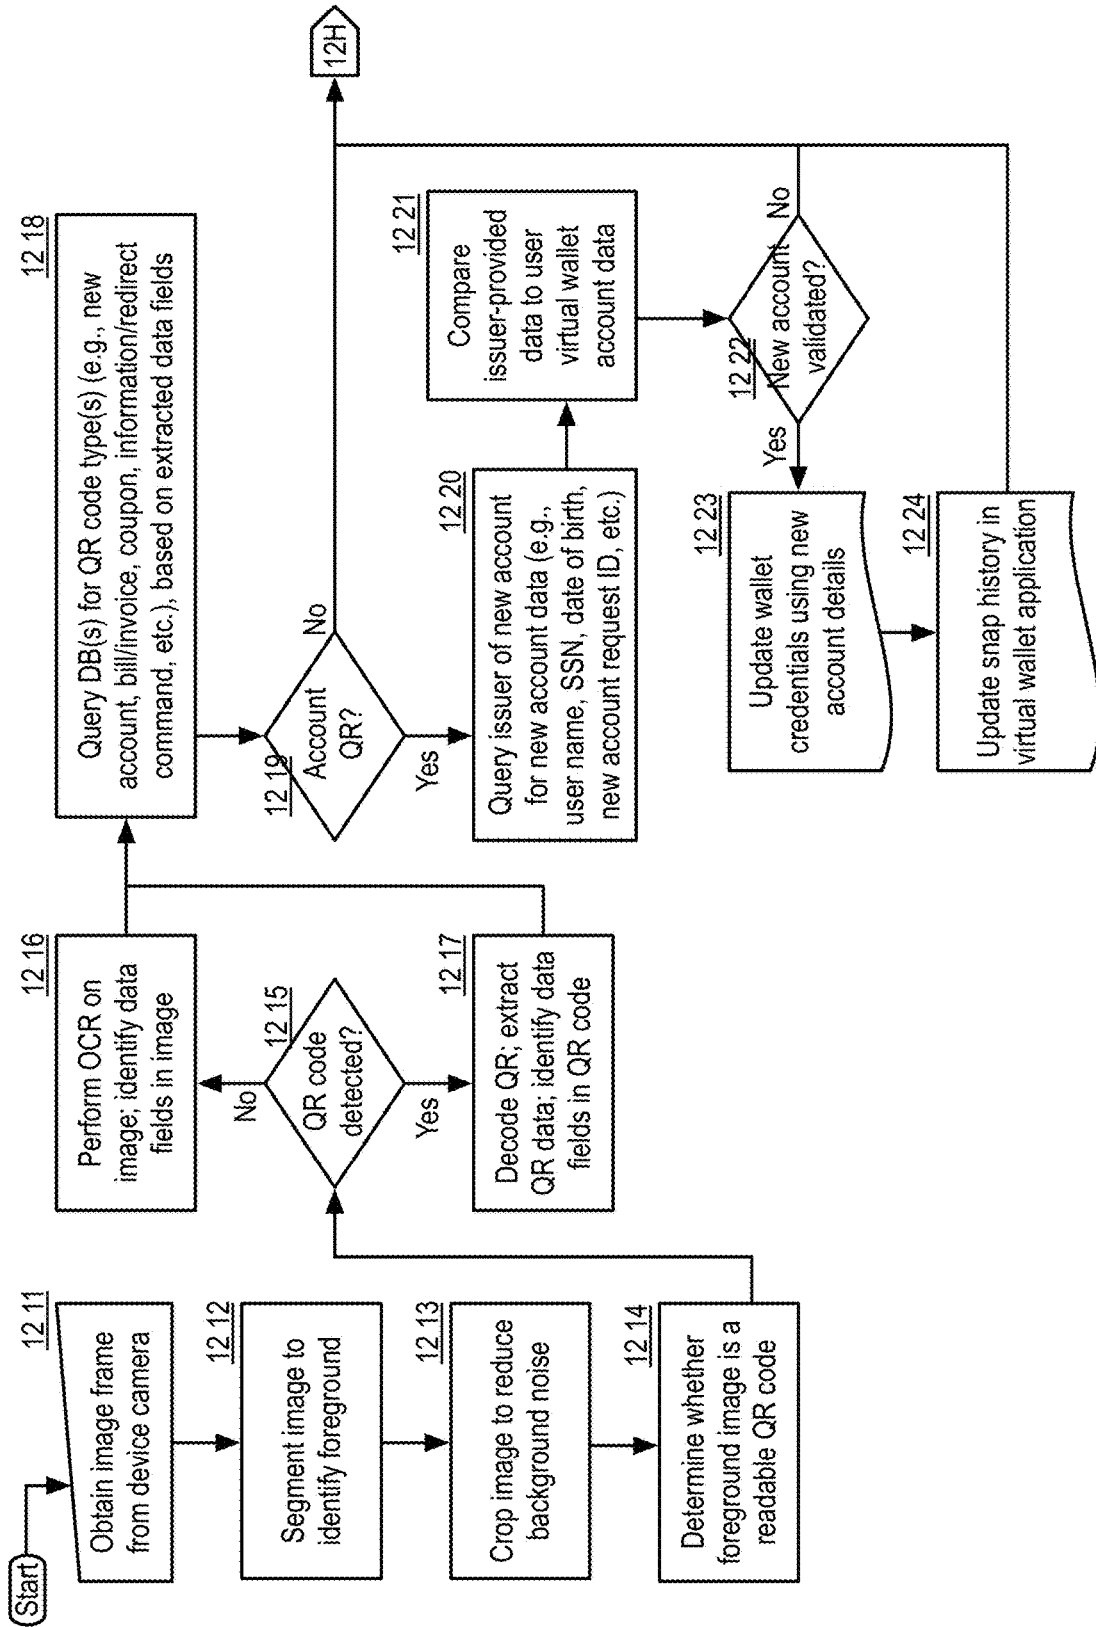 Start
12 11
Obtain image frame
from device camera
12 12
Segment image to
identify foreground
12 13
Crop image to reduce
background noise
12 14
Determine whether
foreground image is a
readable QR code
12 15
QR code
detected?
No
Yes
12 16
Perform OCR on
image; identify data
fields in image
12 17
Decode QR; extract
QR data; identify data
fields in QR code
12 18
Query DB(s) for QR code type(s) (e.g., new
account, bill/invoice, coupon, information/redirect
command, etc.), based on extracted data fields
12 19
Account
QR?
No
Yes
12 20
Query issuer of new account
for new account data (e.g.,
user name, SSN, date of birth,
new account request ID, etc.)
12 21
Compare
issuer-provided
data to user
virtual wallet
account data
12 22
New account
validated?
No
Yes
12 23
Update wallet
credentials using new
account details
12 24
Update snap history in
virtual wallet application
12H